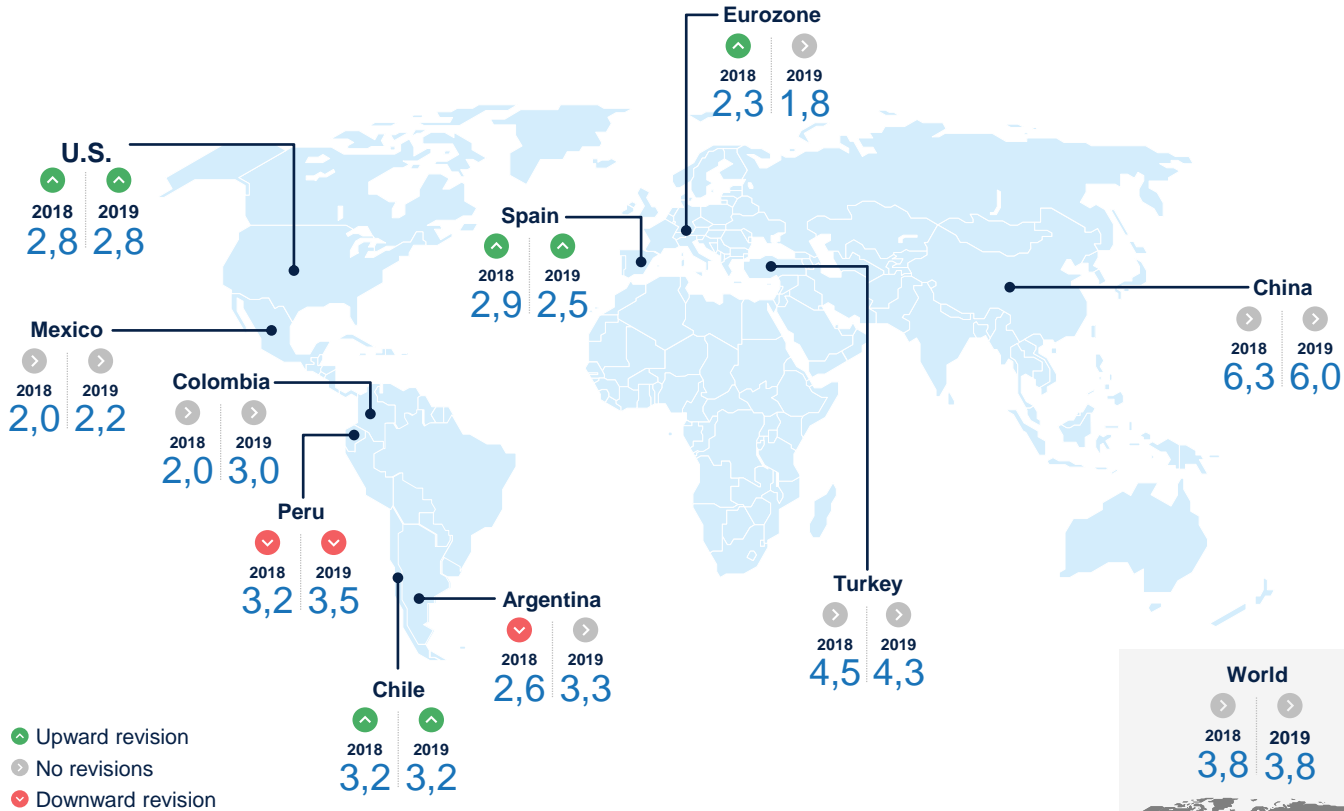 Eurozone
2018 2019
2,3 1,8
U.S.
2018 2019
2,8 2,8
Spain
2018 2019
2,9 2,5
China
2018 2019
6,3 6,0
Mexico
2018 2019
2,0 2,2
Colombia
2018 2019
2,0 3,0
Peru
2018 2019
3,2 3,5
Argentina
2018 2019
2,6 3,3
Turkey
2018 2019
4,5 4,3
Chile
2018 2019
3,2 3,2
World
2018 2019
3,8 3,8
Upward revision
No revisions
Downward revision